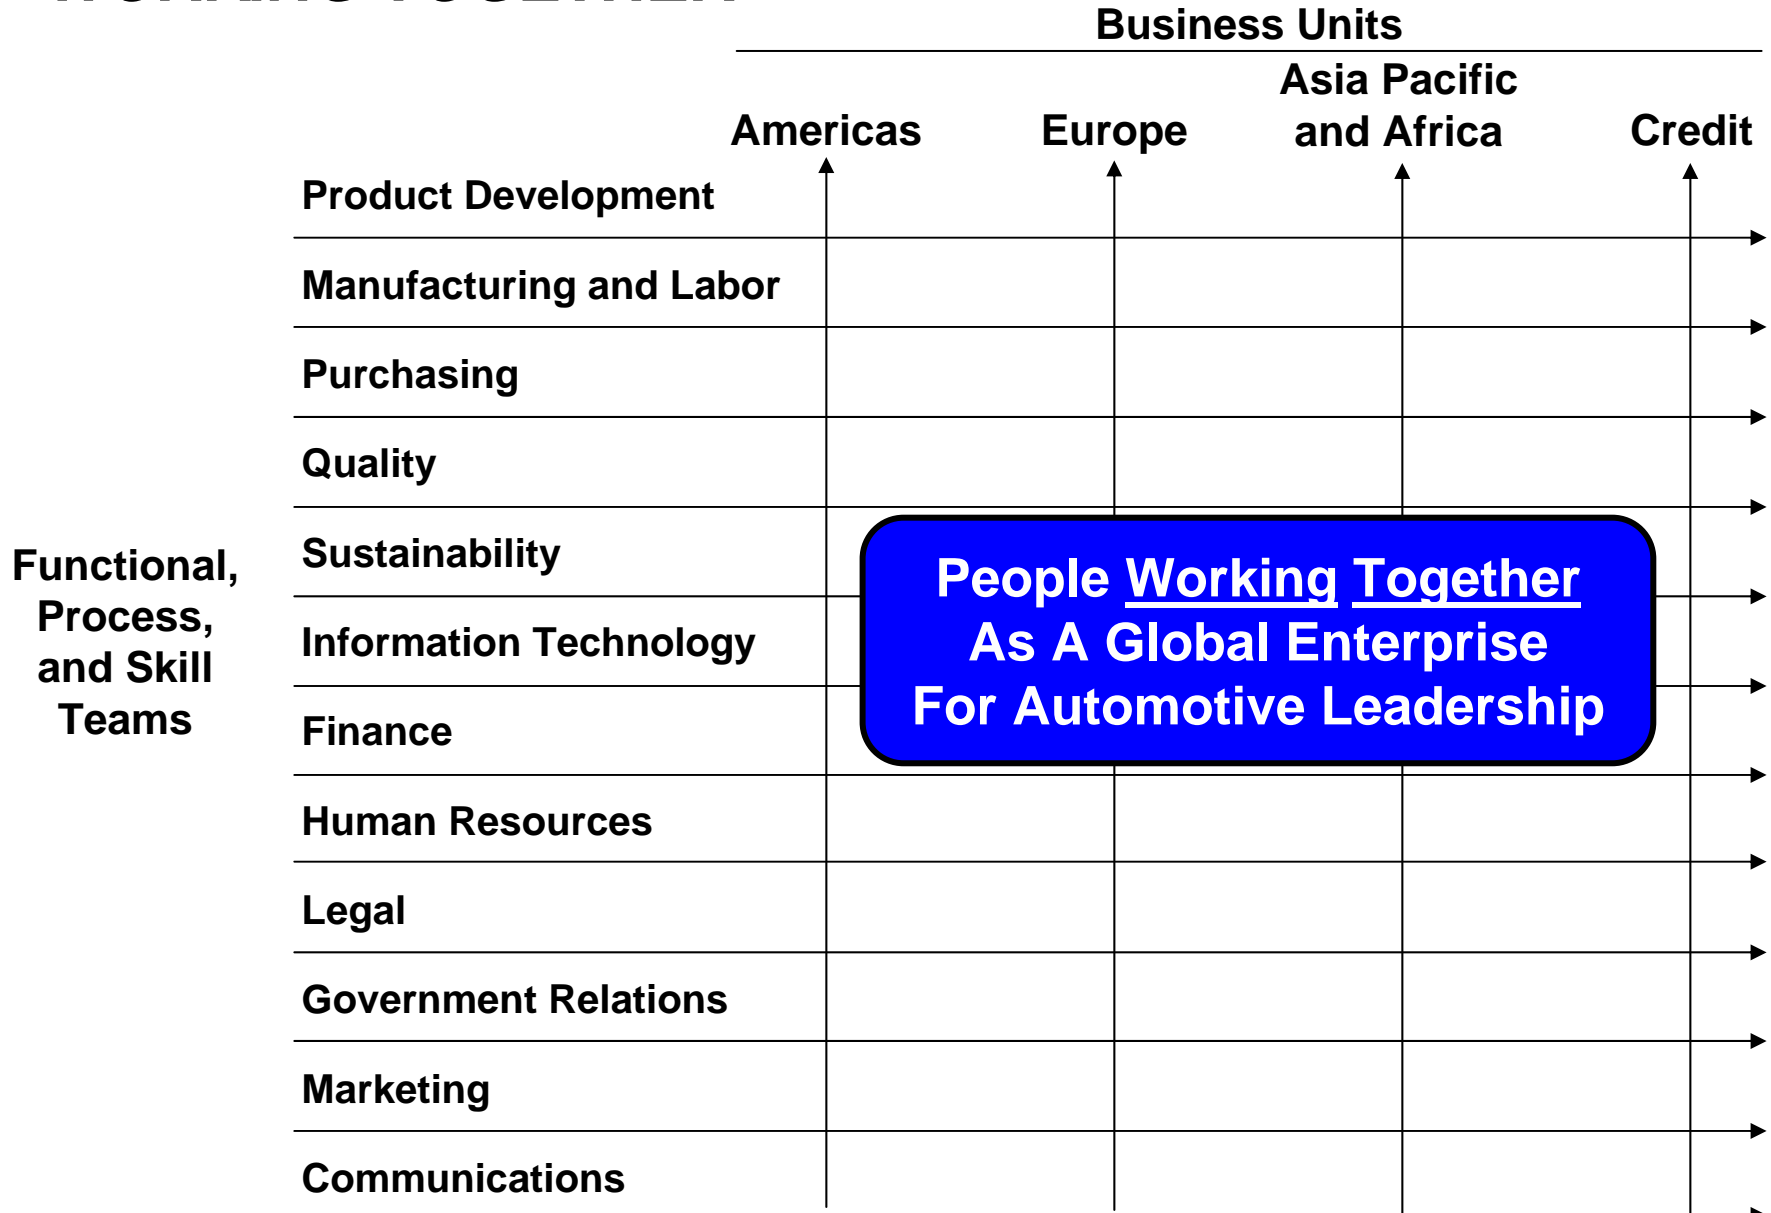 WORKING TOGETHER
Business Units
Americas
Europe
Asia Pacific
and Africa
Credit
Functional,
Process,
and Skill
Teams
Product Development
Manufacturing and Labor
Purchasing
Quality
Sustainability
Information Technology
Finance
Human Resources
Legal
Government Relations
Marketing
Communications
People Working Together
As A Global Enterprise
For Automotive Leadership